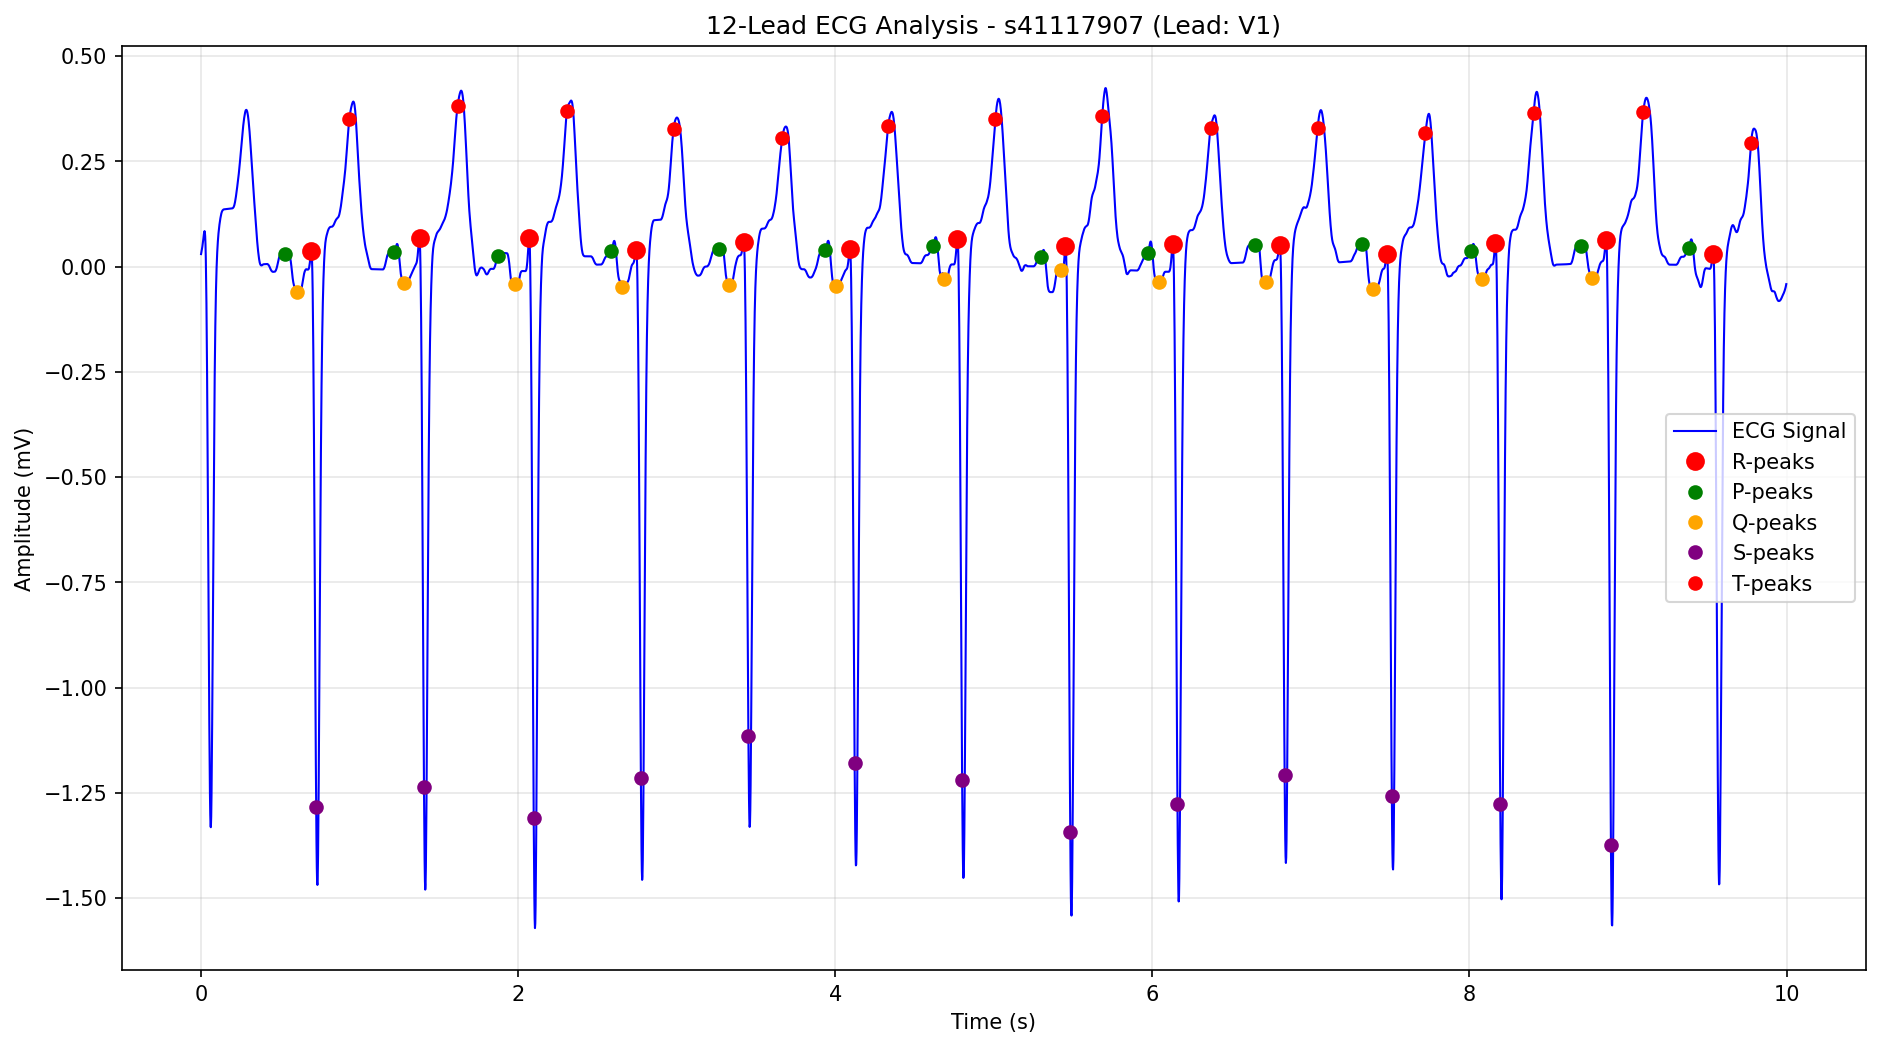 12-Lead ECG Analysis - s41117907 (Lead: V1)
0.50
0.25
0.00
−0.25
−0.50
−0.75
−1.00
−1.25
−1.50
Amplitude (mV)
ECG Signal
R-peaks
P-peaks
Q-peaks
S-peaks
T-peaks
0 2 4 6 8 10
Time (s)